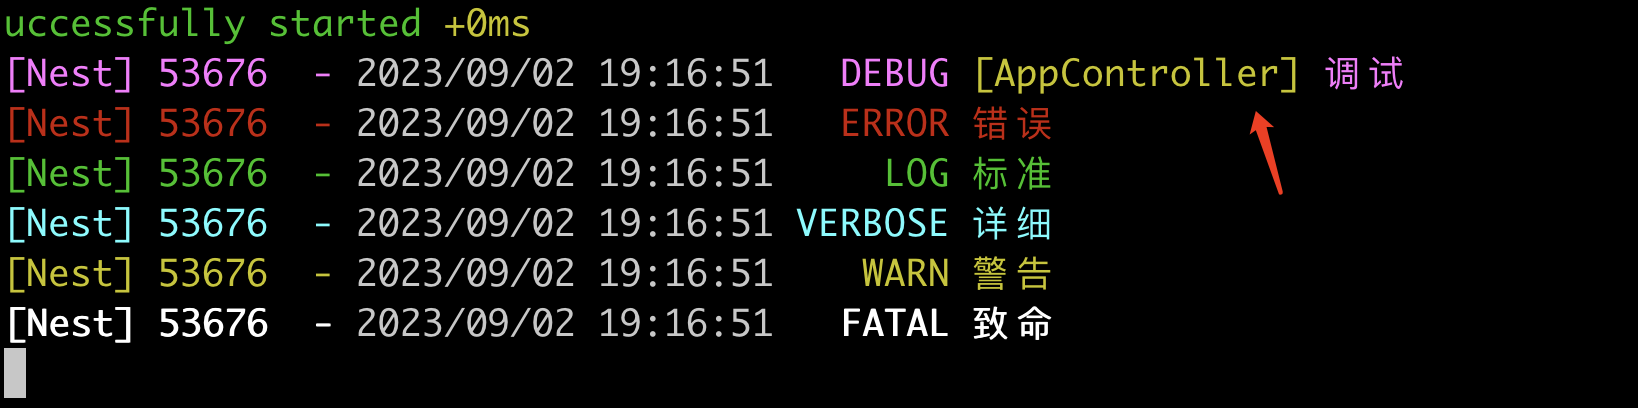 uccessfully started +0ms
[Nest] 53676  - 2023/09/02 19:16:51   DEBUG [AppController] 调试
[Nest] 53676  - 2023/09/02 19:16:51   ERROR 错误
[Nest] 53676  - 2023/09/02 19:16:51     LOG 标准
[Nest] 53676  - 2023/09/02 19:16:51 VERBOSE 详细
[Nest] 53676  - 2023/09/02 19:16:51    WARN 警告
[Nest] 53676  - 2023/09/02 19:16:51   FATAL 致命